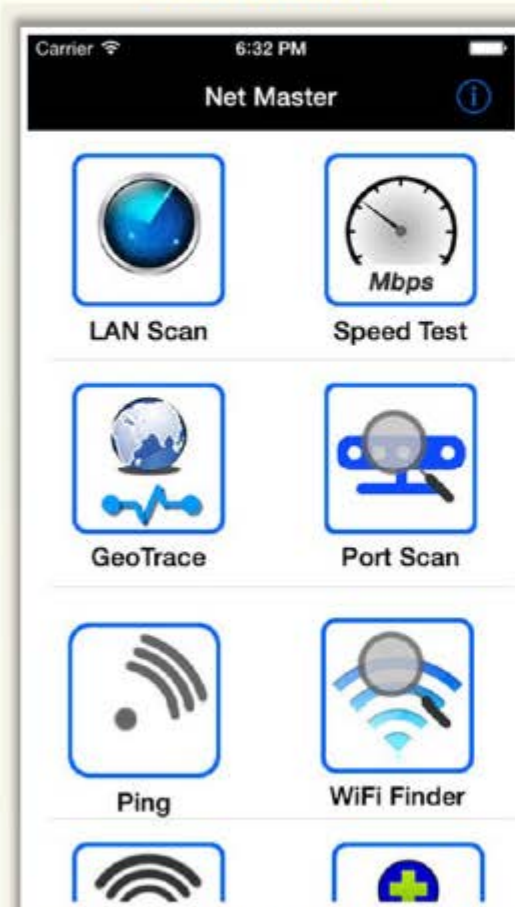 Carrier 6:32 PM
Net Master
i
Mbps
LAN Scan Speed Test
GeoTrace Port Scan
Ping WiFi Finder